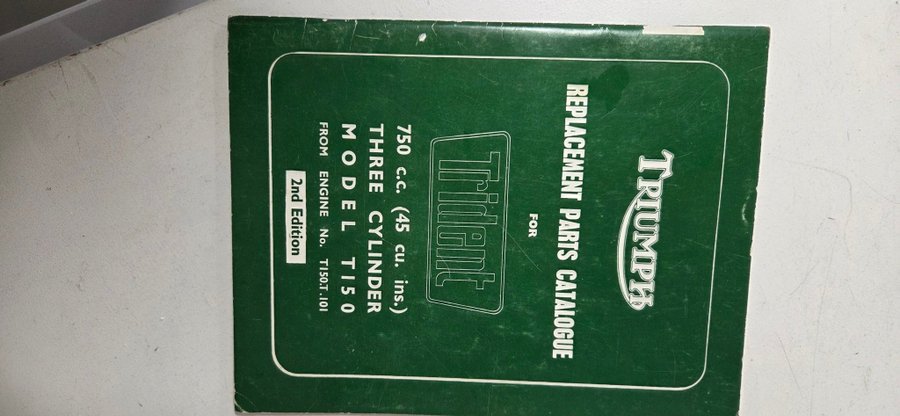 TRIUMPH
REPLACEMENT PARTS CATALOGUE
FOR
Trident
750 c.c. (45 cu. ins.)
THREE CYLINDER
MODEL T150
FROM ENGINE No. T150.T.101
2nd Edition